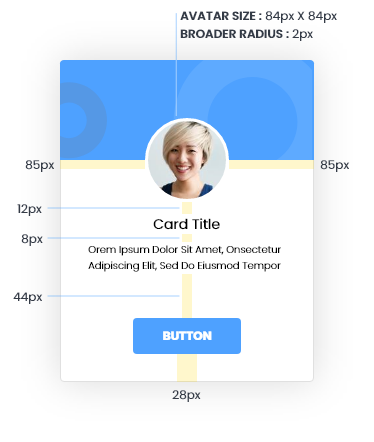 AVATAR SIZE : 84px X 84px
BROADER RADIUS : 2px
85px
85px
12px
Card Title
8px
Orem Ipsum Dolor Sit Amet, Onsectetur
Adipiscing Elit, Sed Do Eiusmod Tempor
44px
BUTTON
28px